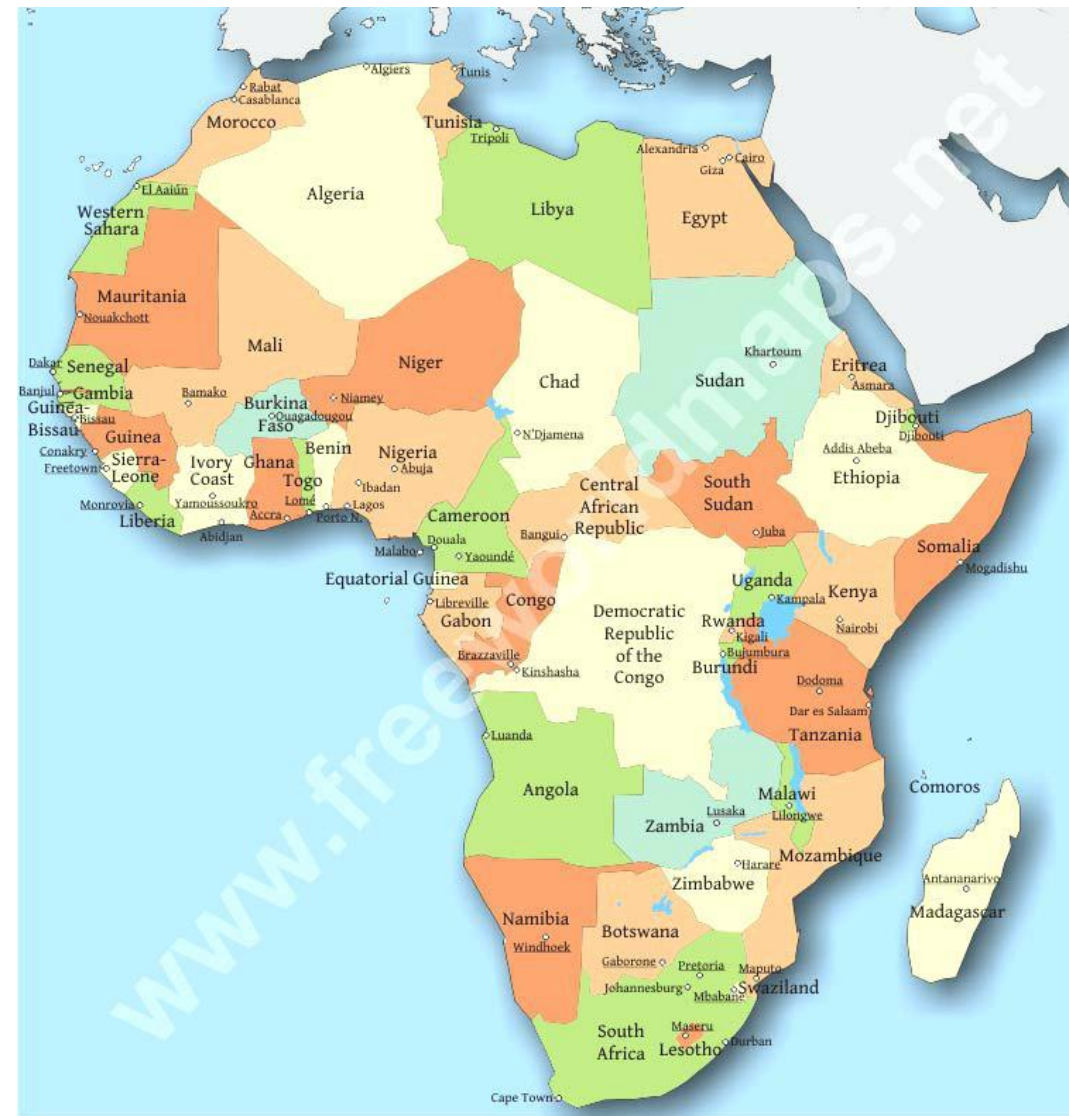 Algiers
Tunis
Rabat
Casablanca
Morocco
Tunisia
Tripoli
Alexandria
Cairo
Giza
El Aaiún
Algeria
Libya
Egypt
Western
Sahara
Mauritania
Nouakchott
Mali
Niger
Chad
Sudan
Khartoum
Eritrea
Asmara
Dakar
Senegal
Banjul
Gambia
Guinea-
Bissau
Bissau
Bamako
Burkina
Faso
Ouagadougou
Niamey
N'Djamena
Djibouti
Djibouti
Conakry
Guinea
Freetown
Sierra-
Leone
Ivory
Coast
Yamoussoukro
Ghana
Togo
Benin
Nigeria
Abuja
Ibadan
Lagos
Addis Abeba
Ethiopia
Monrovia
Liberia
Abidjan
Accra
Lomé
Porto N.
Cameroon
Douala
Yaoundé
Malabo
Central
African
Republic
Bangui
South
Sudan
Juba
Somalia
Mogadishu
Equatorial Guinea
Libreville
Gabon
Congo
Brazzaville
Kinshasha
Democratic
Republic
of the
Congo
Uganda
Kampala
Kenya
Nairobi
Rwanda
Kigali
Bujumbura
Burundi
Dodoma
Dar es Salaam
Tanzania
Luanda
Angola
Zambia
Lusaka
Malawi
Lilongwe
Comoros
Mozambique
Harare
Zimbabwe
Antananarivo
Madagascar
Namibia
Windhoek
Botswana
Gaborone
Pretoria
Johannesburg
Maputo
Mbabane
Swaziland
South
Africa
Maseru
Lesotho
Durban
Cape Town
www.freeworldmaps.net